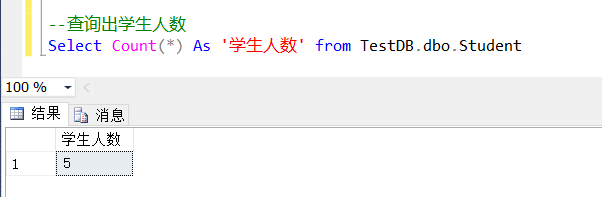 --查询出学生人数
Select Count(*) As '学生人数' from TestDB.dbo.Student
100 %
结果 消息
学生人数
1 5